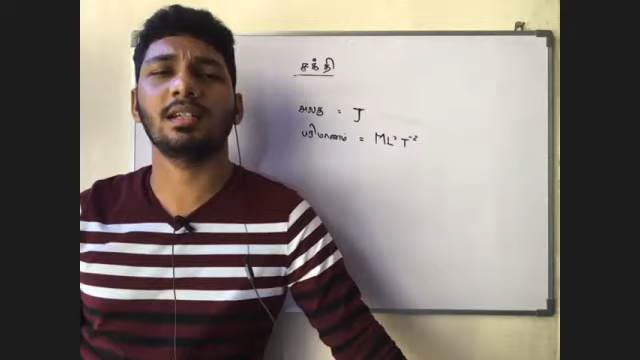 சக்தி
அலகு = J
பரிமாணம் = ML²T⁻²